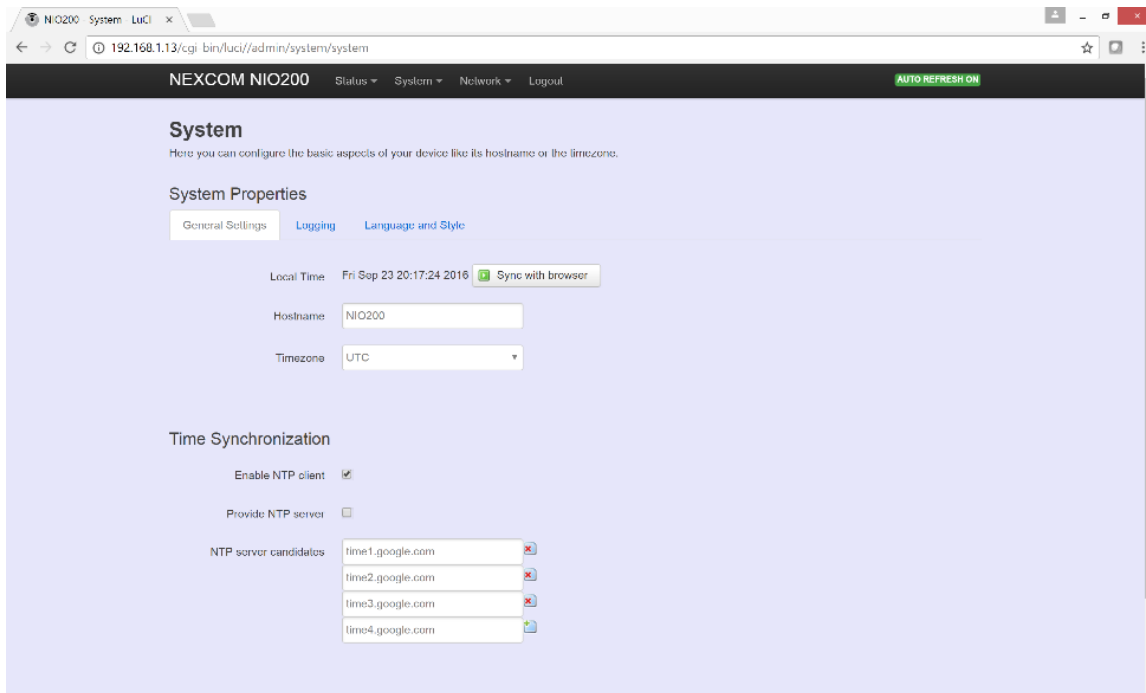 NIO200 - System - LuCI
192.168.1.13/cgi-bin/luci//admin/system/system
NEXCOM NIO200 Status System Network Logout AUTO REFRESH ON
System
Here you can configure the basic aspects of your device like its hostname or the timezone.
System Properties
General Settings Logging Language and Style
Local Time Fri Sep 23 20:17:24 2016 Sync with browser
Hostname NIO200
Timezone UTC
Time Synchronization
Enable NTP client
Provide NTP server
NTP server candidates time1.google.com
time2.google.com
time3.google.com
time4.google.com